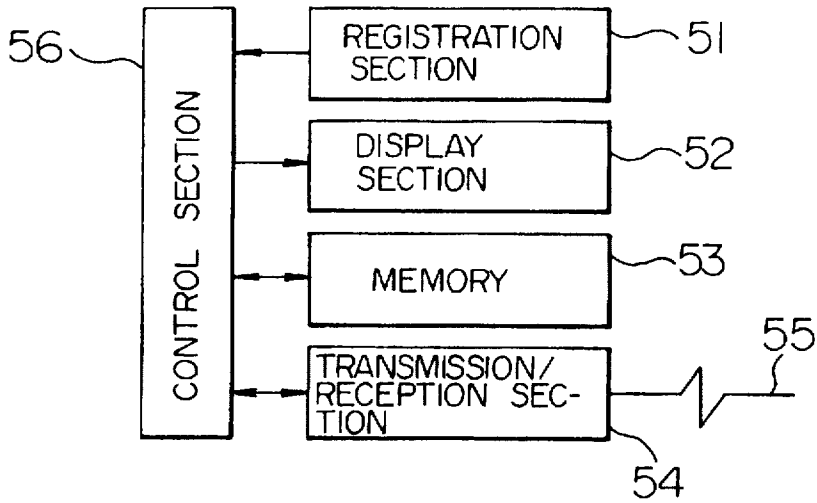 56
CONTROL SECTION
REGISTRATION
SECTION
51
DISPLAY
SECTION
52
MEMORY
53
TRANSMISSION/
RECEPTION SEC-
TION
54
55